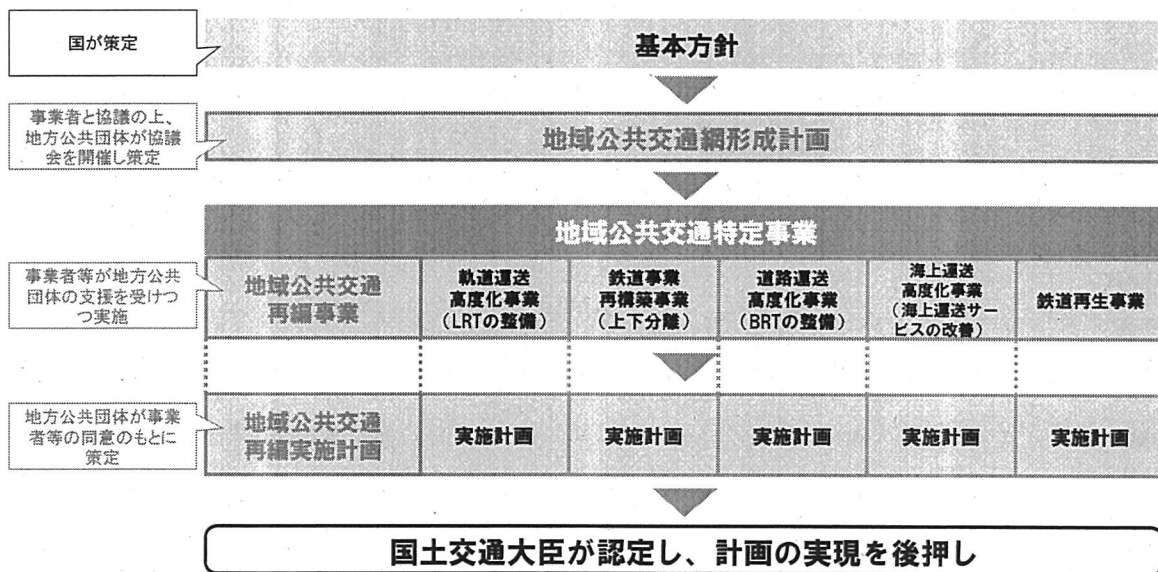 国が策定
基本方針
事業者と協議の上、
地方公共団体が協議
会を開催し策定
地域公共交通網形成計画
地域公共交通特定事業
事業者等が地方公共
団体の支援を受けつ
つ実施
地域公共交通
再編事業
軌道運送
高度化事業
(LRTの整備)
鉄道事業
再構築事業
(上下分離)
道路運送
高度化事業
(BRTの整備)
海上運送
高度化事業
(海上運送サー
ビスの改善)
鉄道再生事業
地方公共団体が事業
者等の同意のもとに
策定
地域公共交通
再編実施計画
実施計画
実施計画
実施計画
実施計画
実施計画
国土交通大臣が認定し、計画の実現を後押し